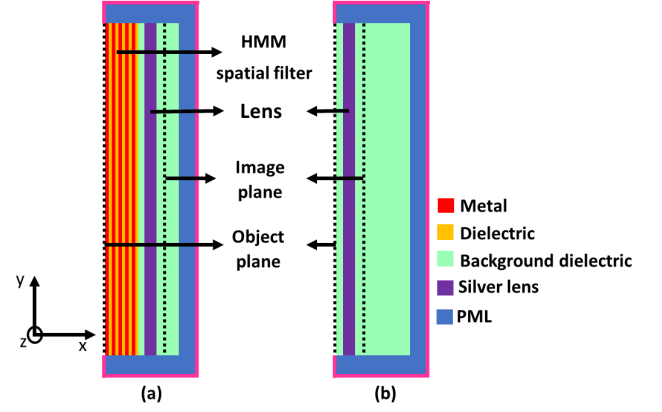 HMM
spatial filter
Lens
Image
plane
Object
plane
Metal
Dielectric
Background dielectric
Silver lens
PML
y
z
x
(a)
(b)